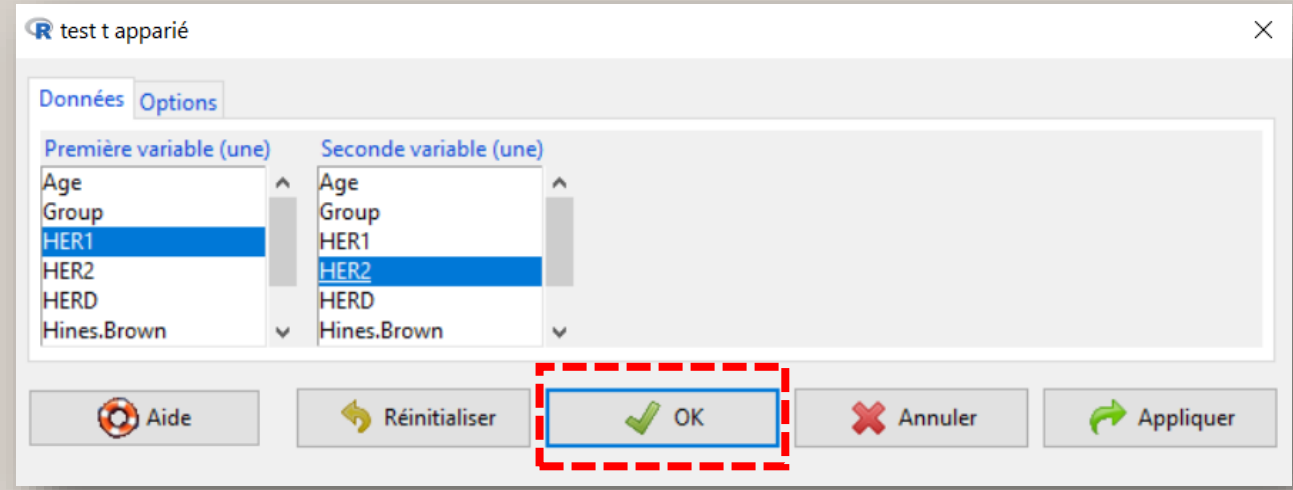 R test t apparié
Données Options
Première variable (une) Seconde variable (une)
Age Age
Group Group
HER1 HER1
HER2 HER2
HERD HERD
Hines.Brown Hines.Brown
Aide Réinitialiser OK Annuler Appliquer